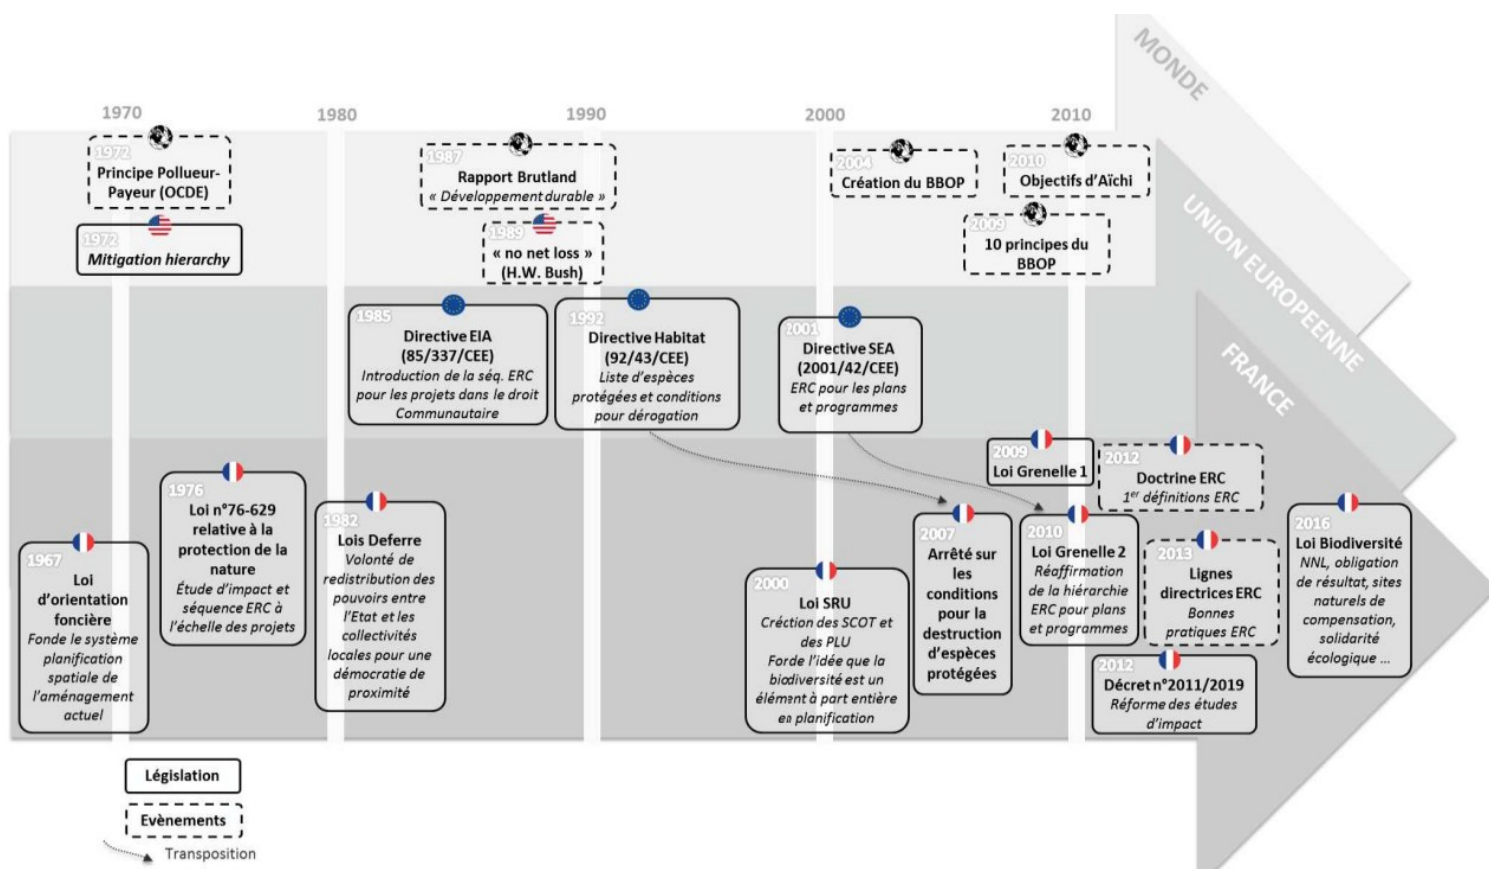 MONDE
1970
1980
1990
2000
2010
1972
Principe Pollueur-
Payeur (OCDE)
1987
Rapport Brutland
« Développement durable »
2004
Création du BBOP
2010
Objectifs d’Aïchi
1972
Mitigation hierarchy
1989
« no net loss »
(H.W. Bush)
2009
10 principes du
BBOP
UNION EUROPEENNE
1985
Directive EIA
(85/337/CEE)
Introduction de la séq. ERC
pour les projets dans le droit
Communautaire
1992
Directive Habitat
(92/43/CEE)
Liste d’espèces
protégées et conditions
pour dérogation
2001
Directive SEA
(2001/42/CEE)
ERC pour les plans
et programmes
FRANCE
1967
Loi
d’orientation
foncière
Fonde le système
planification
spatiale de
l’aménagement
actuel
1976
Loi n°76-629
relative à la
protection de la
nature
Étude d’impact et
séquence ERC à
l’échelle des projets
1982
Lois Deferre
Volonté de
redistribution des
pouvoirs entre
l’Etat et les
collectivités
locales pour une
démocratie de
proximité
2000
Loi SRU
Créction des SCOT et
des PLU
Forde l’idée que la
biodiversité est un
élément à part entière
en planification
2007
Arrêté sur
les
conditions
pour la
destruction
d’espèces
protégées
2009
Loi Grenelle 1
2010
Loi Grenelle 2
Réaffirmation
de la hiérarchie
ERC pour plans
et programmes
2012
Doctrine ERC
1er définitions ERC
2013
Lignes
directrices ERC
Bonnes
pratiques ERC
2012
Décret n°2011/2019
Réforme des études
d’impact
2016
Loi Biodiversité
NNL, obligation
de résultat, sites
naturels de
compensation,
solidarité
écologique ...
Législation
Evènements
Transposition